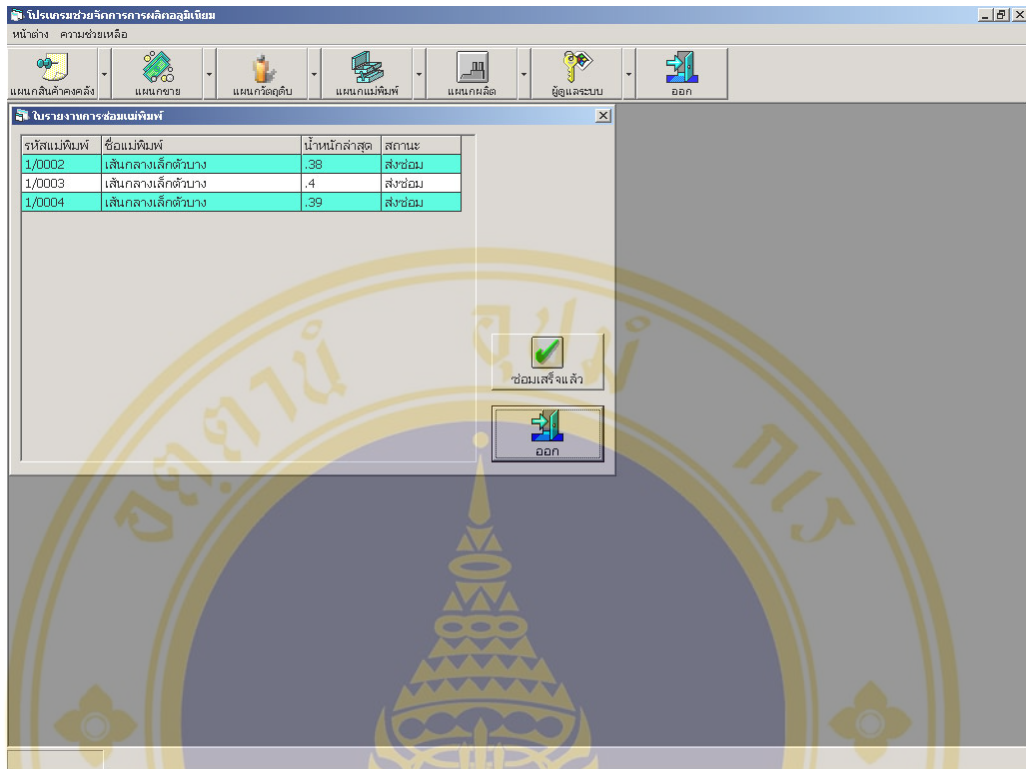 โปรแกรมช่วยจัดการการผลิตอลูมิเนียม
หน้าต่าง ความช่วยเหลือ
แผนกสินค้าคงคลัง แผนกขาย แผนกวัตถุดิบ แผนกแม่พิมพ์ แผนกผลิต ผู้ดูแลระบบ ออก
ใบรายงานการซ่อมแม่พิมพ์
รหัสแม่พิมพ์ ชื่อแม่พิมพ์ น้ำหนักล่าสุด สถานะ
1/0002 เส้นกลางเล็กตัวบาง .38 ส่งซ่อม
1/0003 เส้นกลางเล็กตัวบาง .4 ส่งซ่อม
1/0004 เส้นกลางเล็กตัวบาง .39 ส่งซ่อม
ซ่อมเสร็จแล้ว
ออก
อตฺตานํ อุปมํ กเร